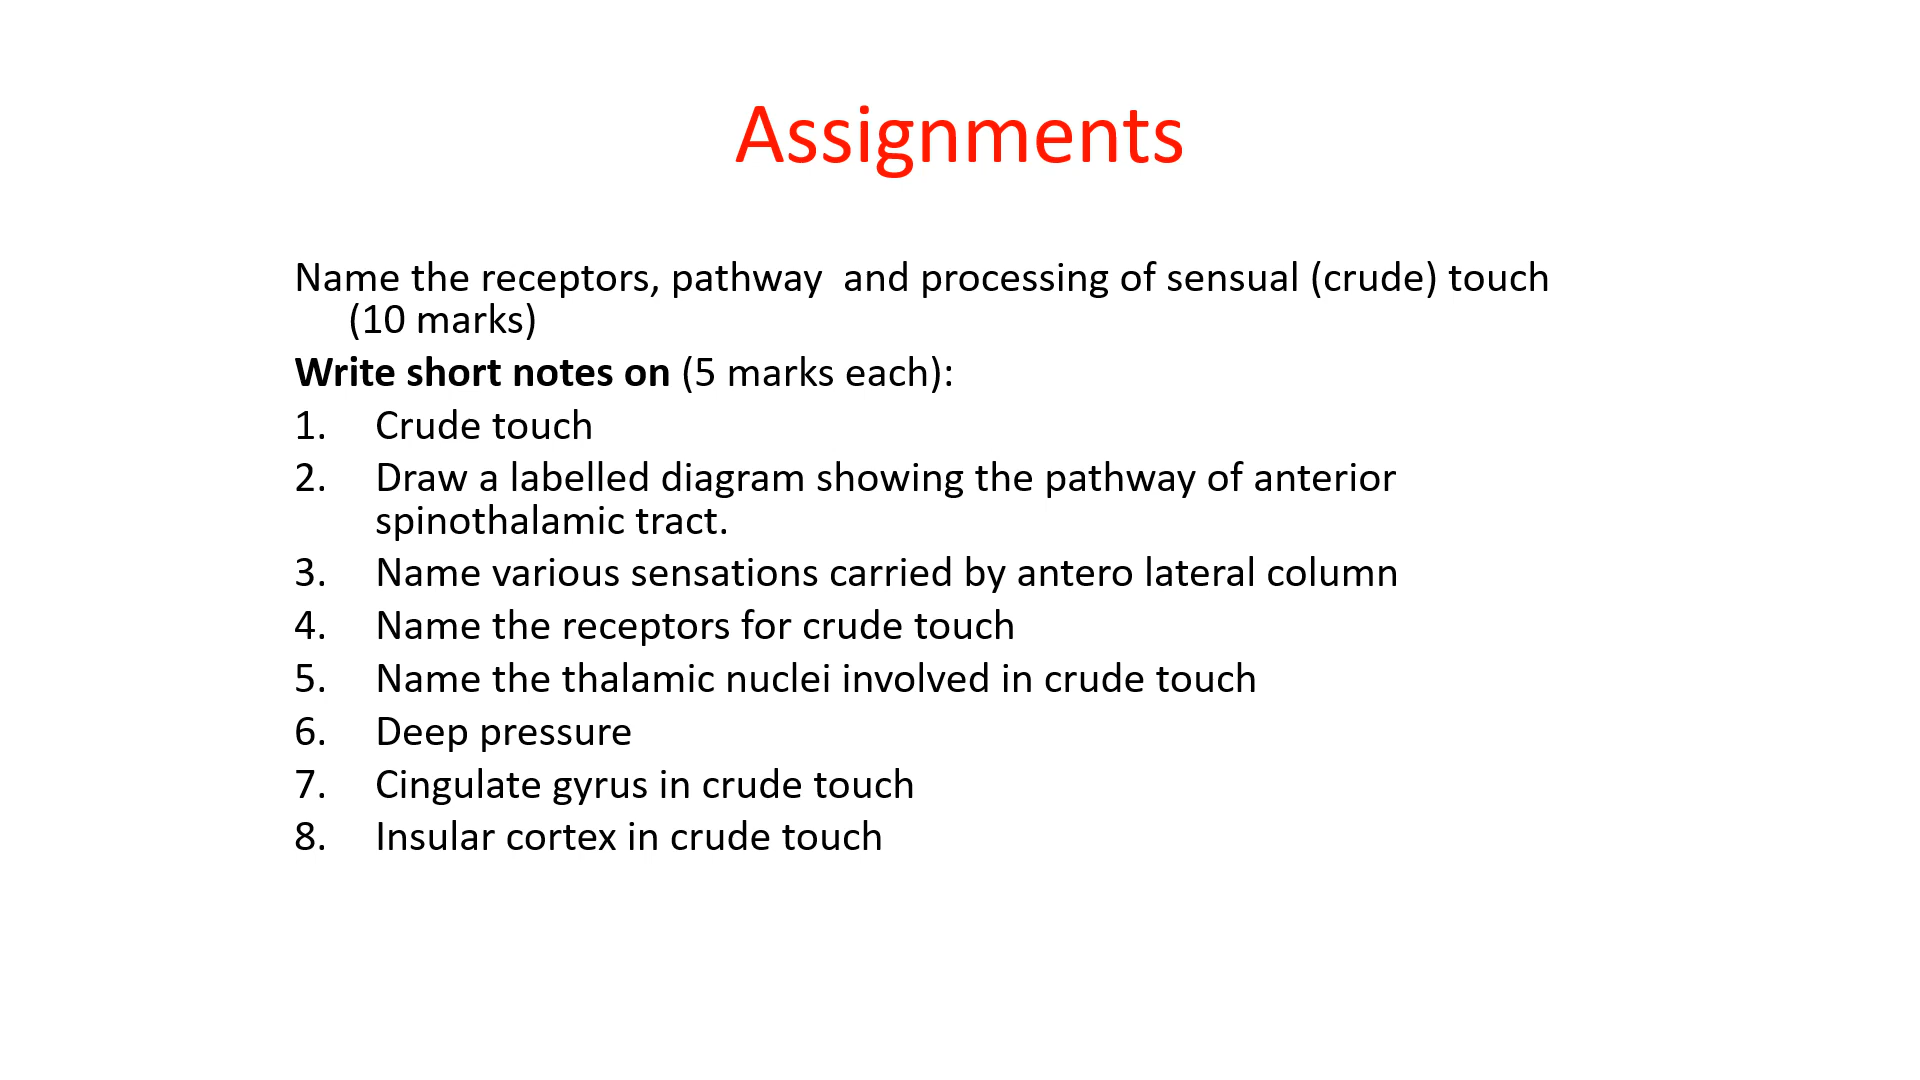 Assignments
Name the receptors, pathway  and processing of sensual (crude) touch
(10 marks)
Write short notes on (5 marks each):
1. Crude touch
2. Draw a labelled diagram showing the pathway of anterior
spinothalamic tract.
3. Name various sensations carried by antero lateral column
4. Name the receptors for crude touch
5. Name the thalamic nuclei involved in crude touch
6. Deep pressure
7. Cingulate gyrus in crude touch
8. Insular cortex in crude touch